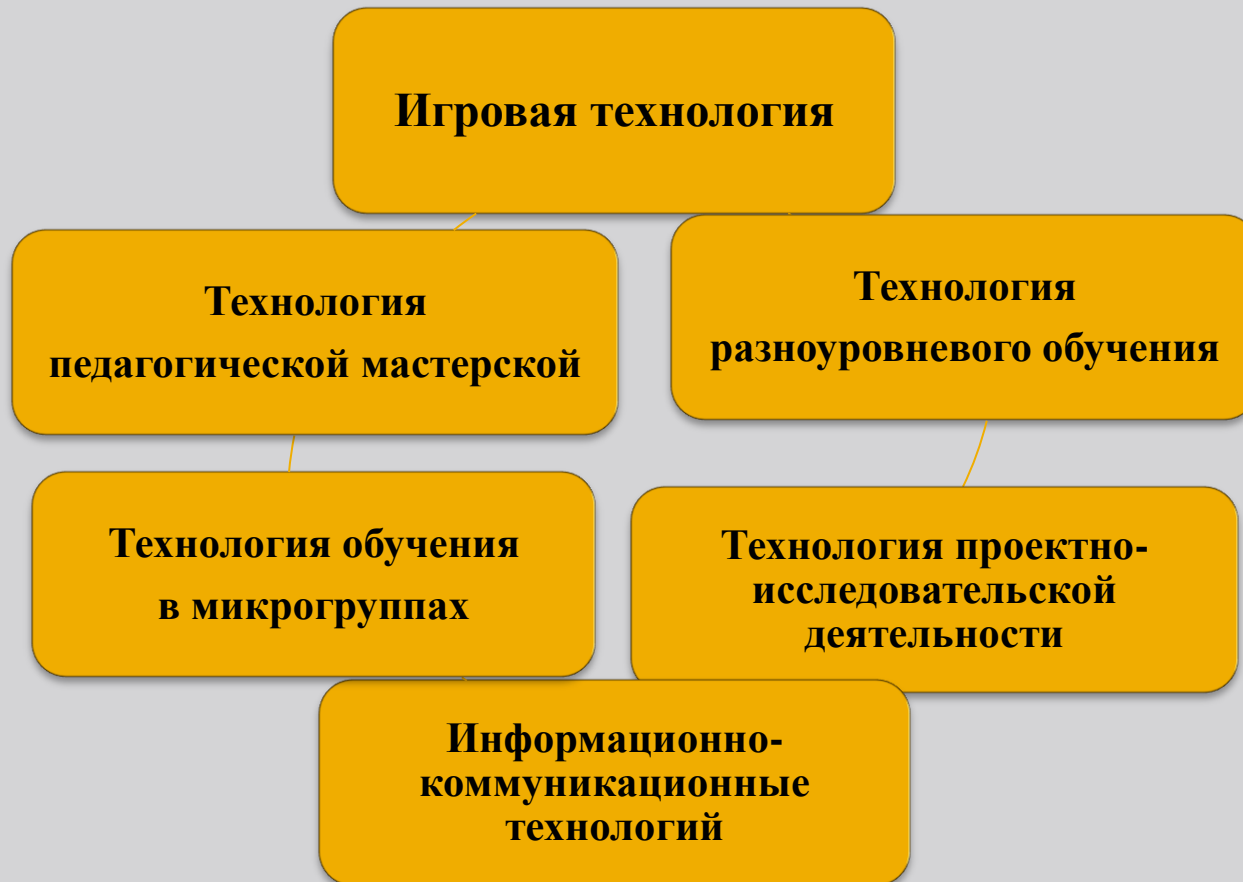 Игровая технология
Технология
педагогической мастерской
Технология
разноуровневого обучения
Технология обучения
в микрогруппах
Технология проектно-
исследовательской
деятельности
Информационно-
коммуникационные
технологий